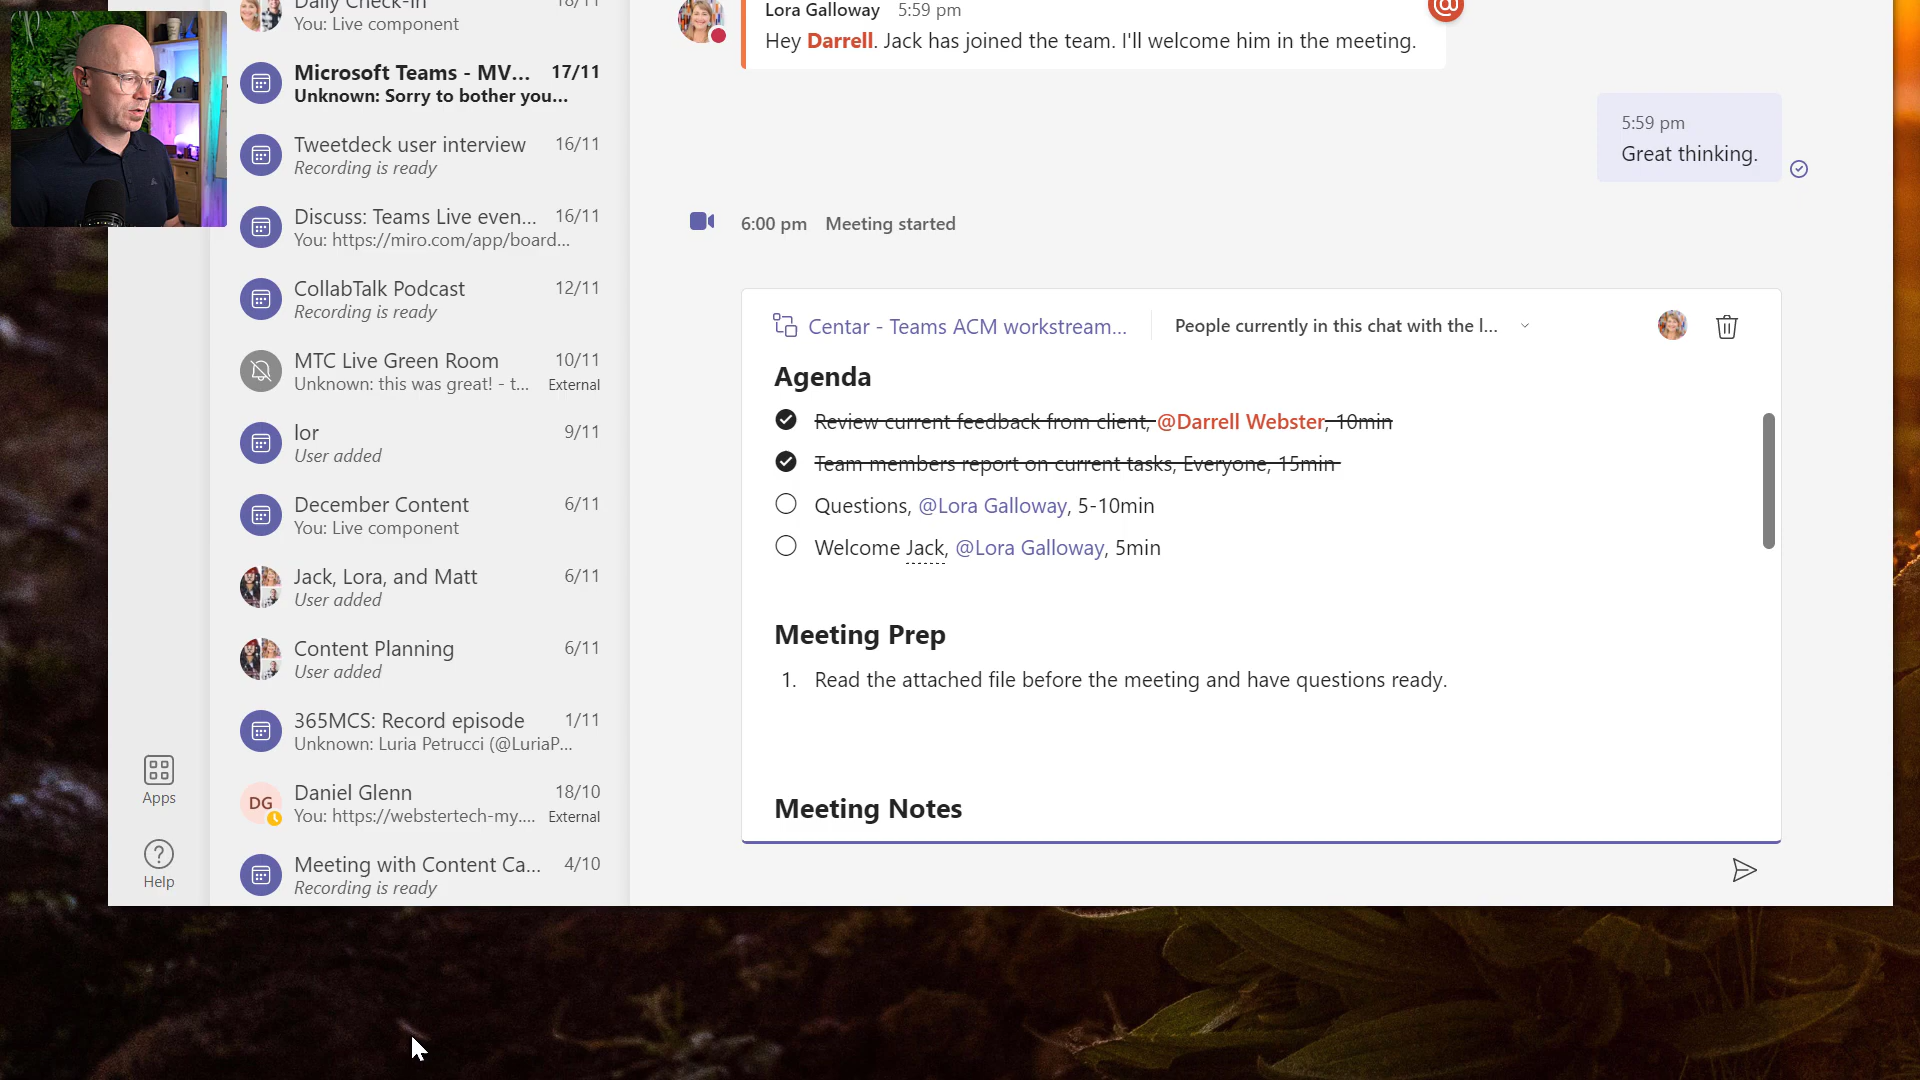 Daily Check-in 18/11
You: Live component
Microsoft Teams - MV... 17/11
Unknown: Sorry to bother you...
Tweetdeck user interview 16/11
Recording is ready
Discuss: Teams Live even... 16/11
You: https://miro.com/app/board...
CollabTalk Podcast 12/11
Recording is ready
MTC Live Green Room 10/11
Unknown: this was great! - t... External
lor 9/11
User added
December Content 6/11
You: Live component
Jack, Lora, and Matt 6/11
User added
Content Planning 6/11
User added
365MCS: Record episode 1/11
Unknown: Luria Petrucci (@LuriaP...
DG
Daniel Glenn 18/10
You: https://webstertech-my.... External
Meeting with Content Ca... 4/10
Recording is ready
Apps
Help
Lora Galloway 5:59 pm
@
Hey Darrell. Jack has joined the team. I'll welcome him in the meeting.
5:59 pm
Great thinking.
6:00 pm Meeting started
Centar - Teams ACM workstream... People currently in this chat with the l...
Agenda
Review current feedback from client, @Darrell Webster, 10min
Team members report on current tasks, Everyone, 15min
Questions, @Lora Galloway, 5-10min
Welcome Jack, @Lora Galloway, 5min
Meeting Prep
1. Read the attached file before the meeting and have questions ready.
Meeting Notes